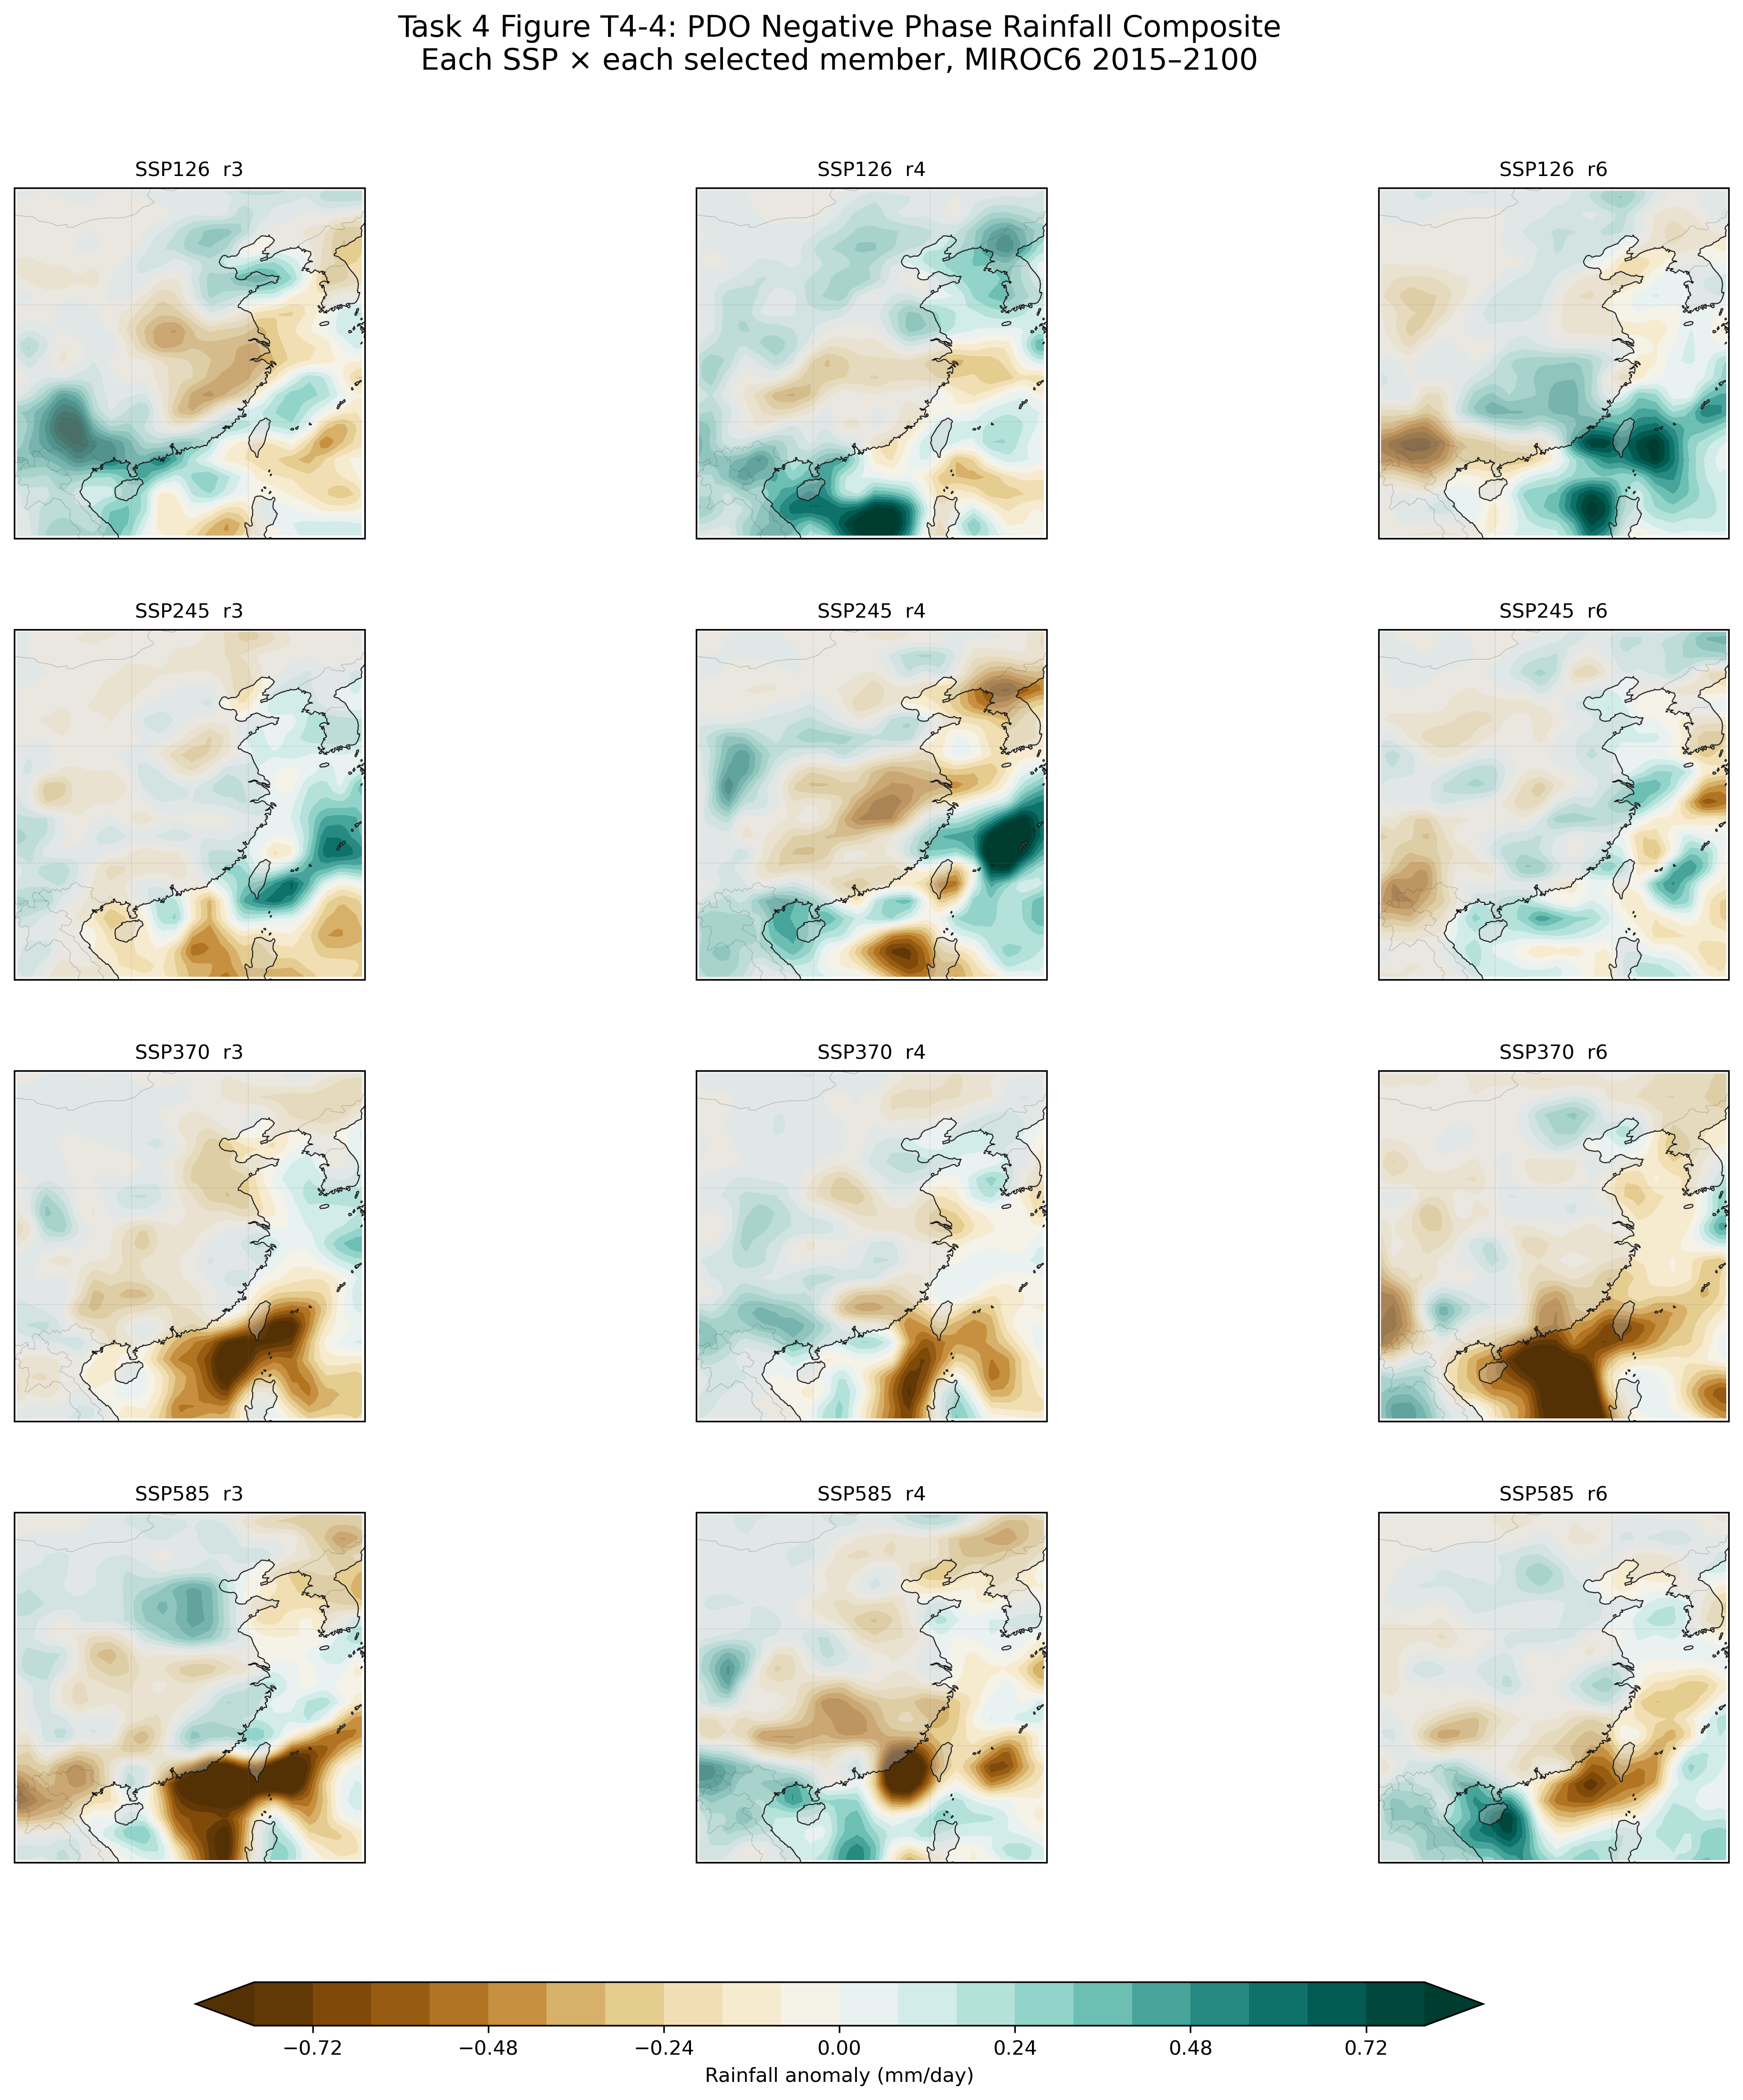 Task 4 Figure T4-4: PDO Negative Phase Rainfall Composite
Each SSP × each selected member, MIROC6 2015–2100
SSP126 r3
SSP126 r4
SSP126 r6
SSP245 r3
SSP245 r4
SSP245 r6
SSP370 r3
SSP370 r4
SSP370 r6
SSP585 r3
SSP585 r4
SSP585 r6
−0.72 −0.48 −0.24 0.00 0.24 0.48 0.72
Rainfall anomaly (mm/day)